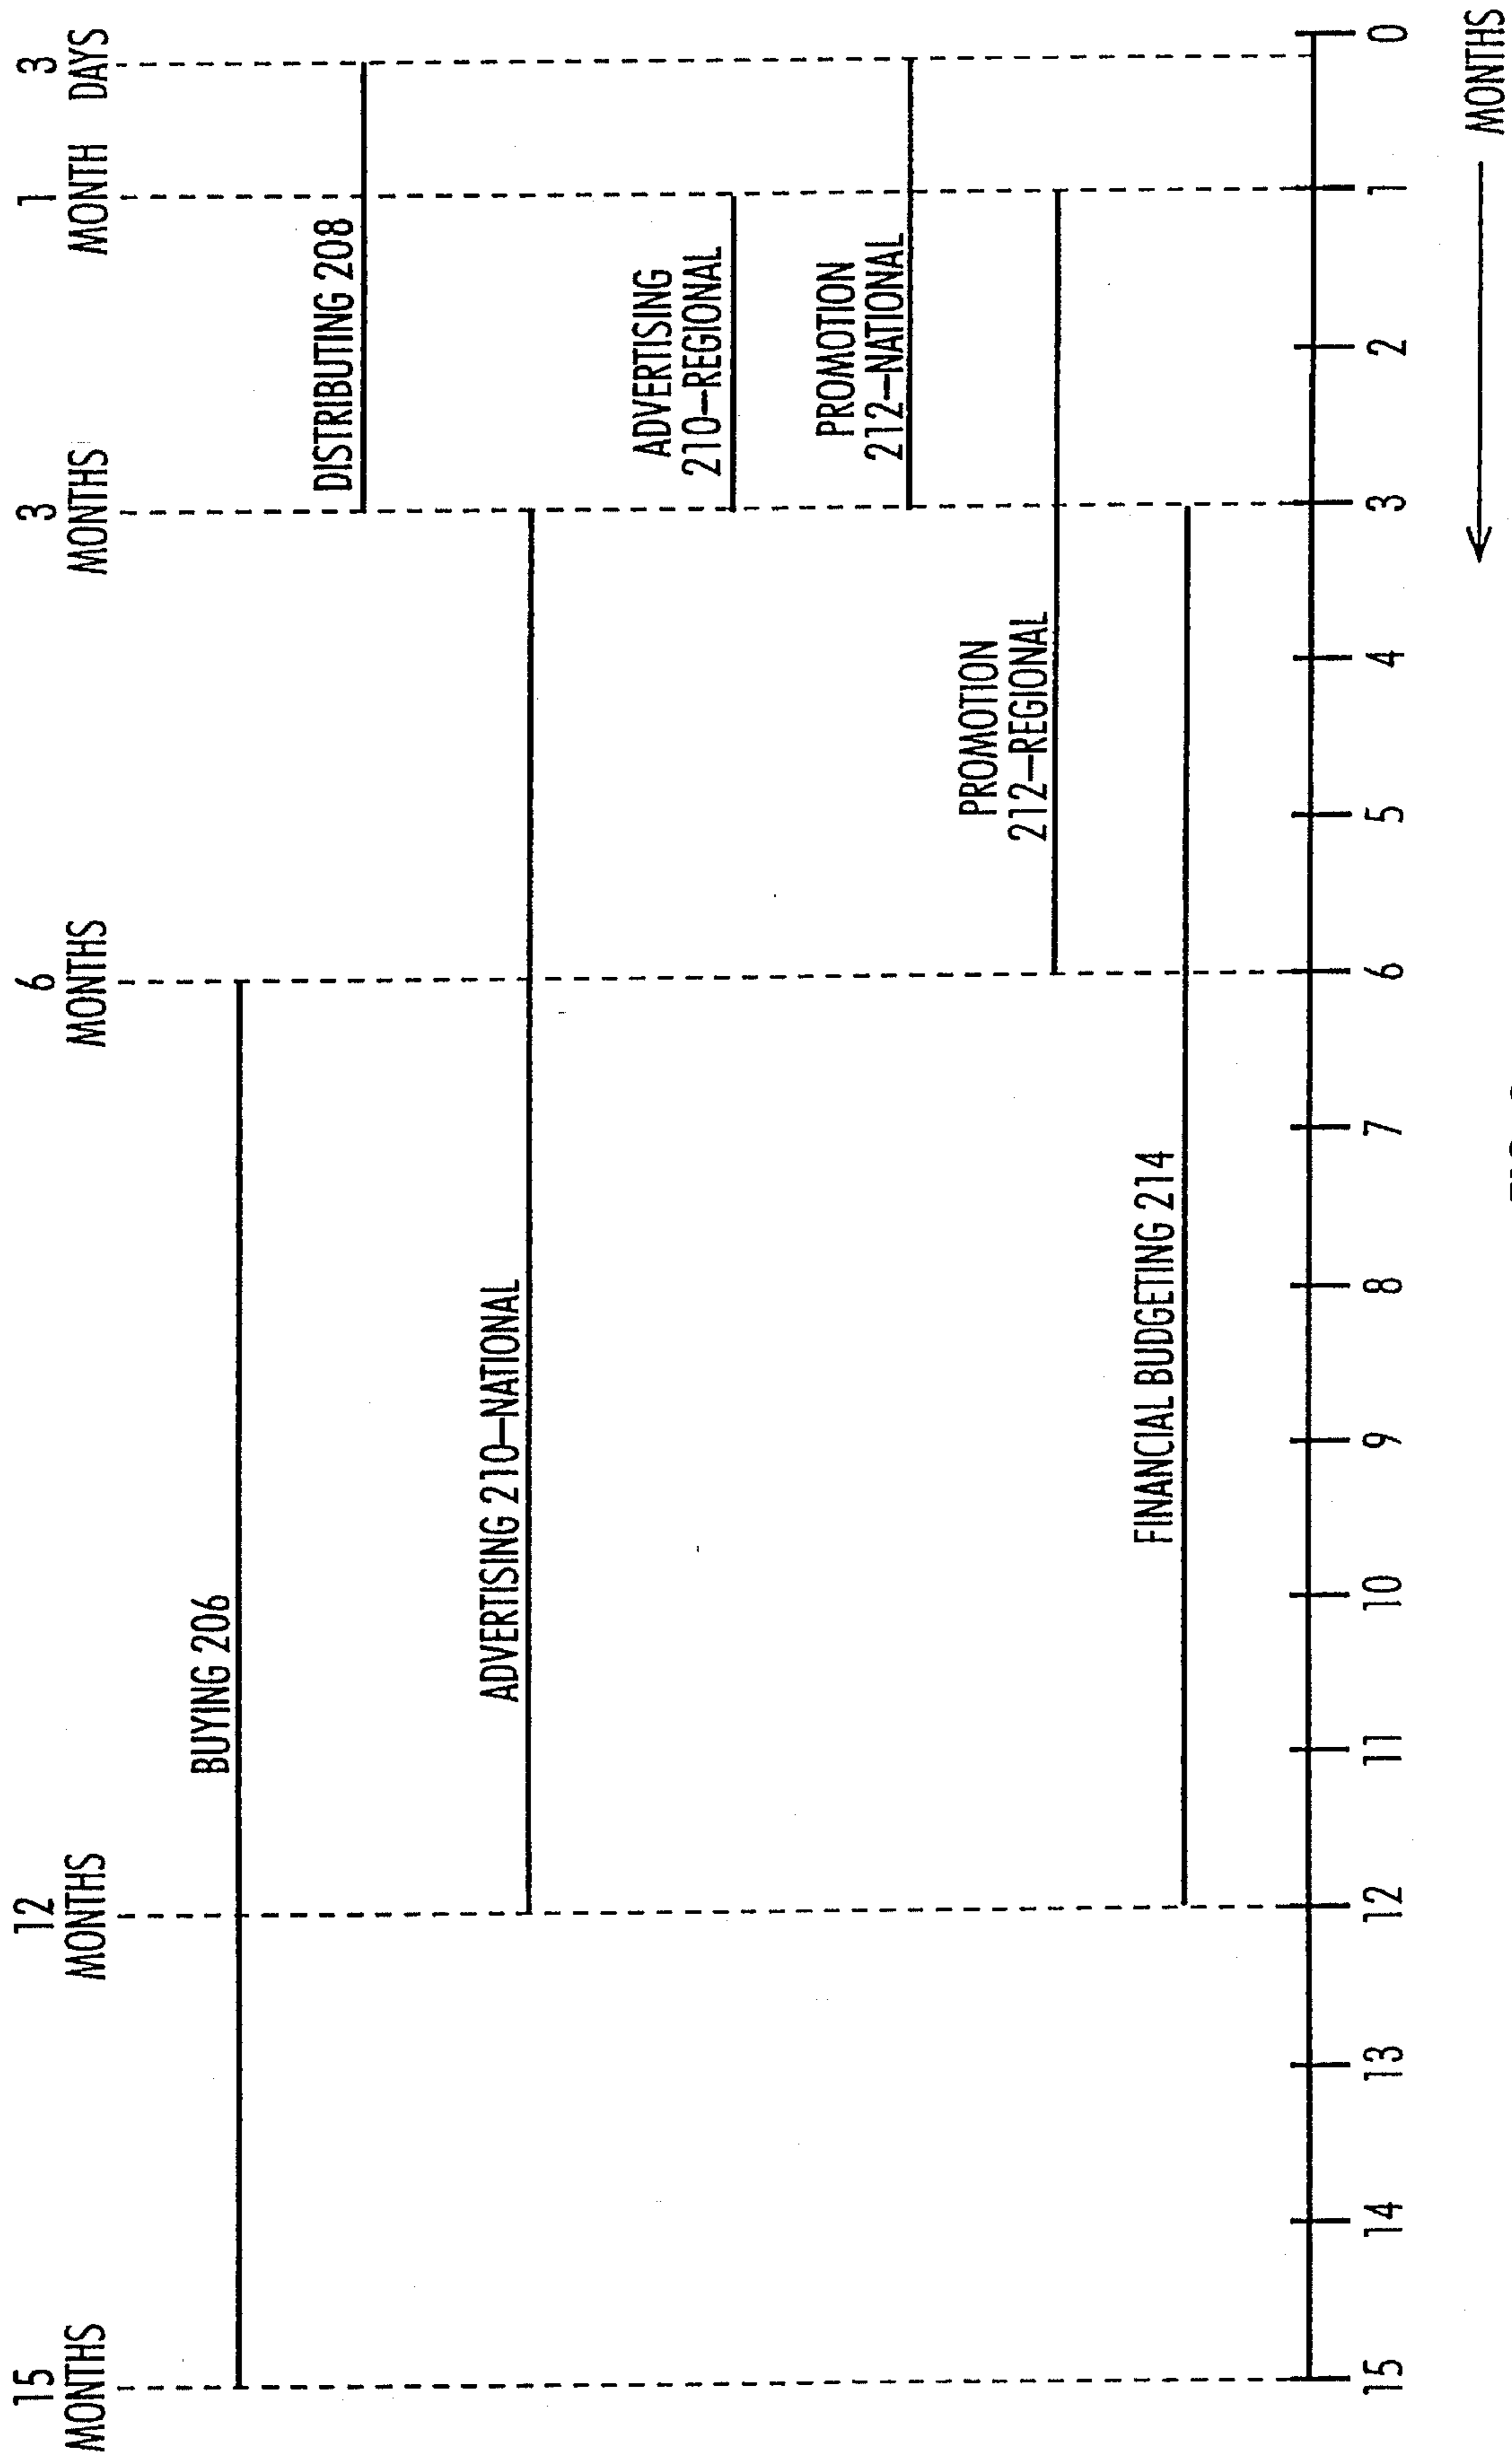 15
MONTHS
12
MONTHS
6
MONTHS
3
MONTHS
1
MONTH
3
DAYS
BUYING 206
DISTRIBUTING 208
ADVERTISING 210-NATIONAL
ADVERTISING
210-REGIONAL
PROMOTION
212-NATIONAL
PROMOTION
212-REGIONAL
FINANCIAL BUDGETING 214
15 14 13 12 11 10 9 8 7 6 5 4 3 2 1 0
MONTHS